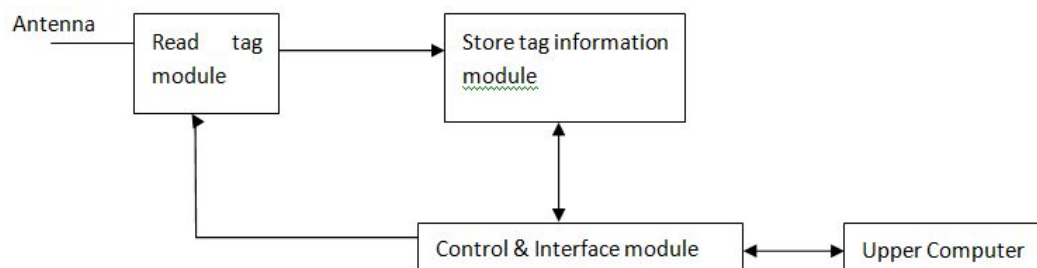 Antenna
Read tag
module
Store tag information
module
Control & Interface module
Upper Computer